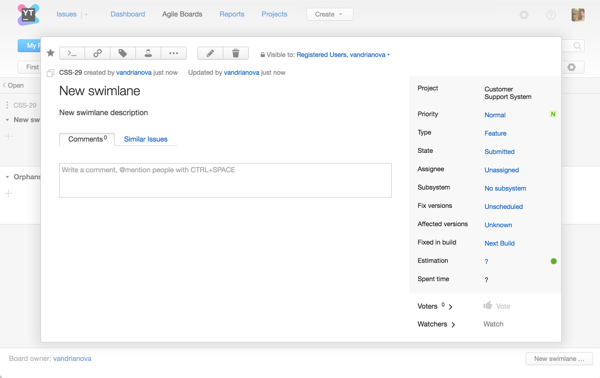 YT
Issues
Dashboard
Agile Boards
Reports
Projects
Create
My
First
Open
CSS-29
New sw
Orphans
Visible to: Registered Users, vandrianova
CSS-29 created by vandrianova just now Updated by vandrianova just now
New swimlane
New swimlane description
Comments 0
Similar Issues
Write a comment, @mention people with CTRL+SPACE
Project Customer Support System
Priority Normal N
Type Feature
State Submitted
Assignee Unassigned
Subsystem No subsystem
Fix versions Unscheduled
Affected versions Unknown
Fixed in build Next Build
Estimation ?
Spent time ?
Voters 0 Vote
Watchers Watch
Board owner: vandrianova
New swimlane ...